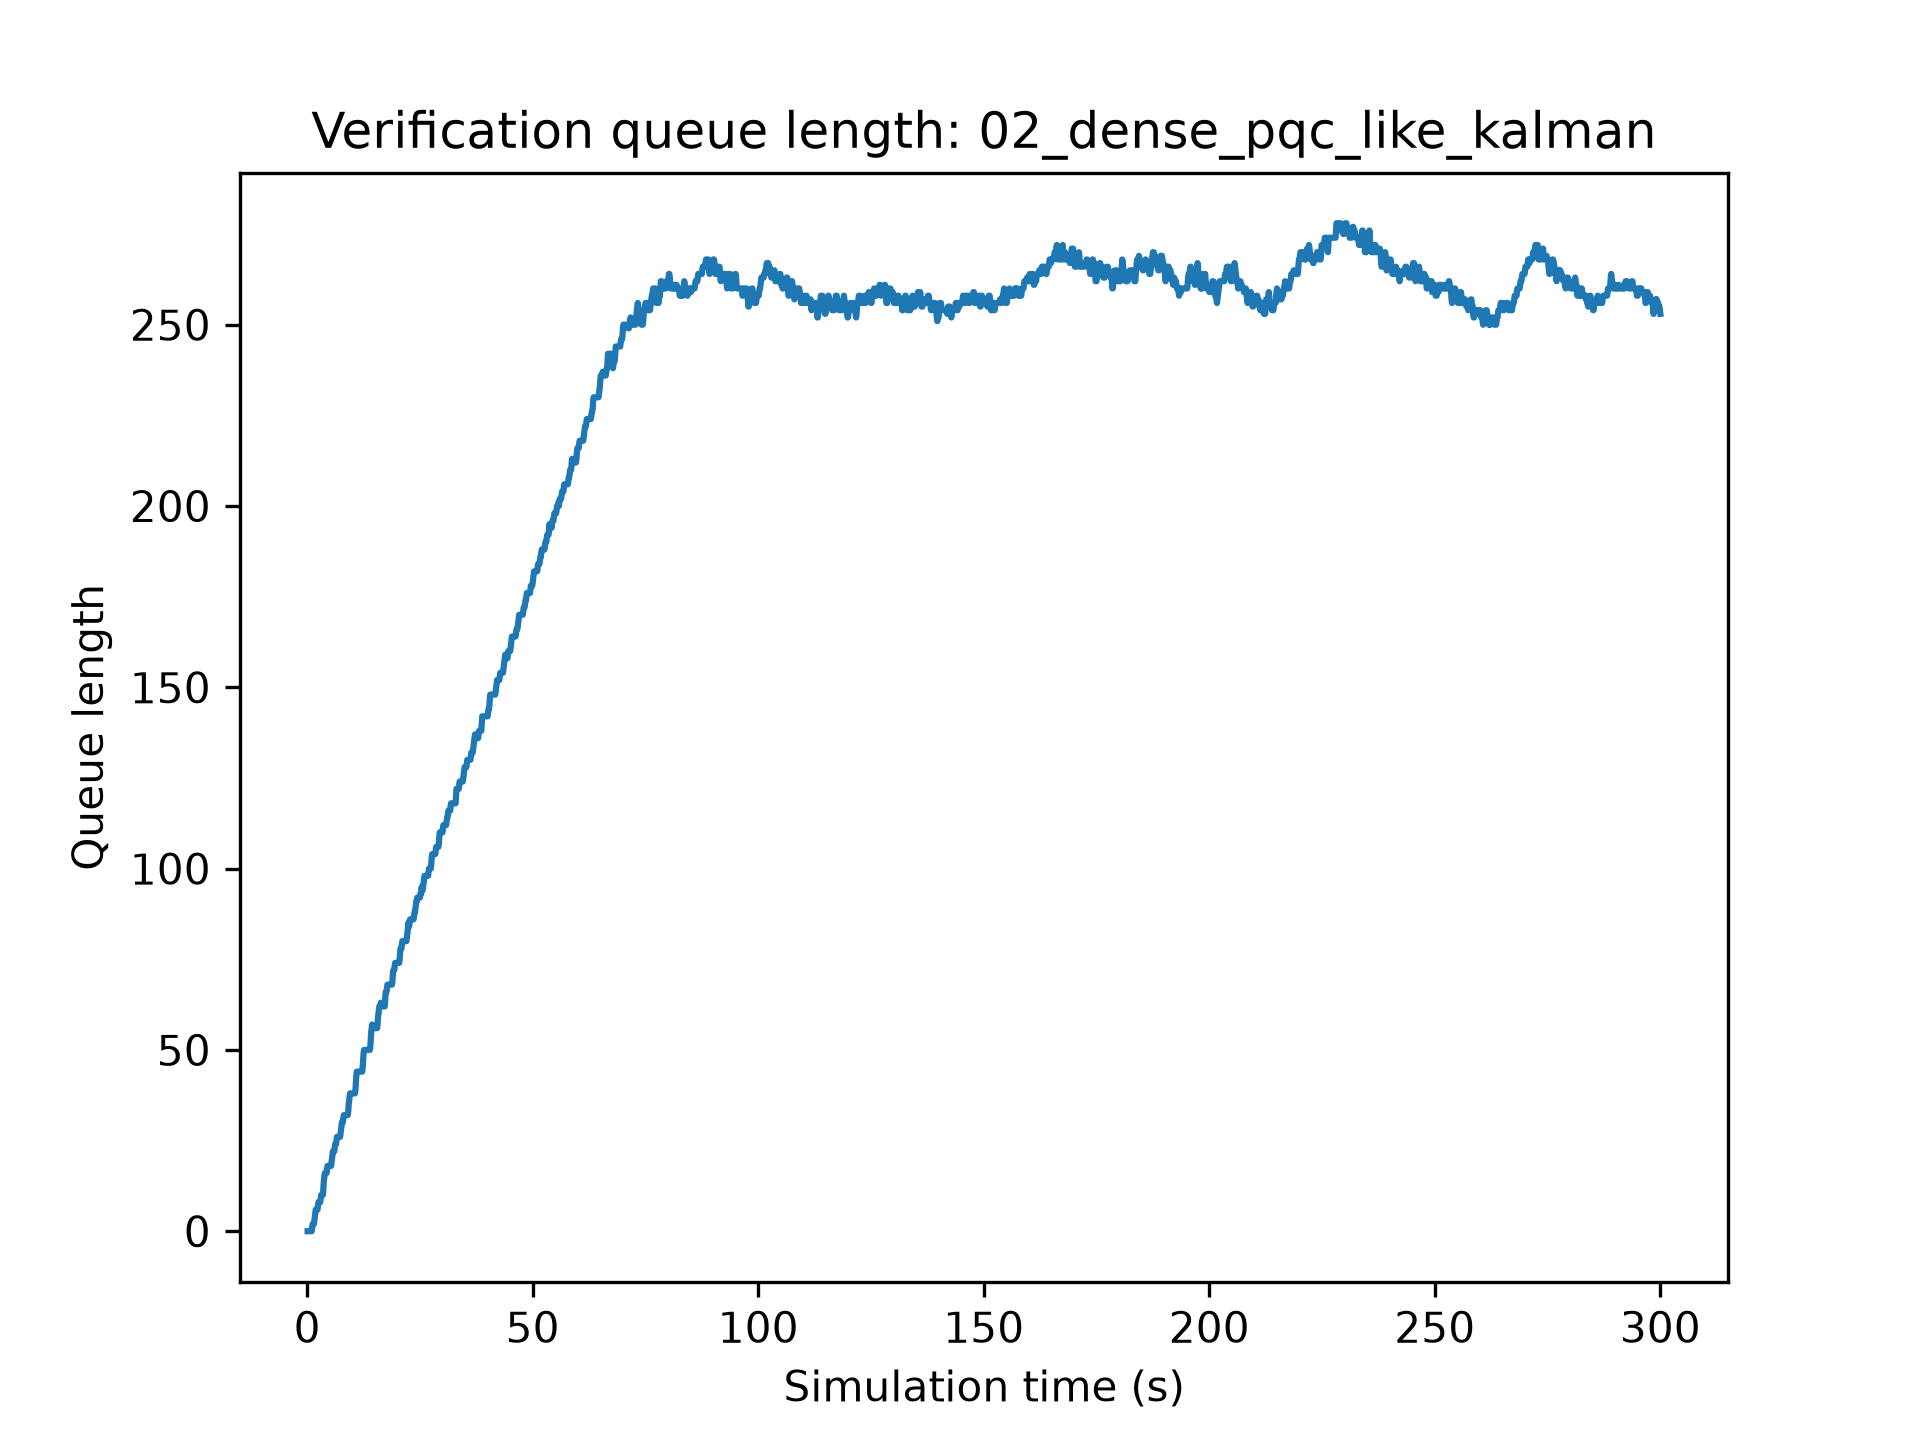 Verification queue length: 02_dense_pqc_like_kalman
Queue length
250
200
150
100
50
0
0 50 100 150 200 250 300
Simulation time (s)